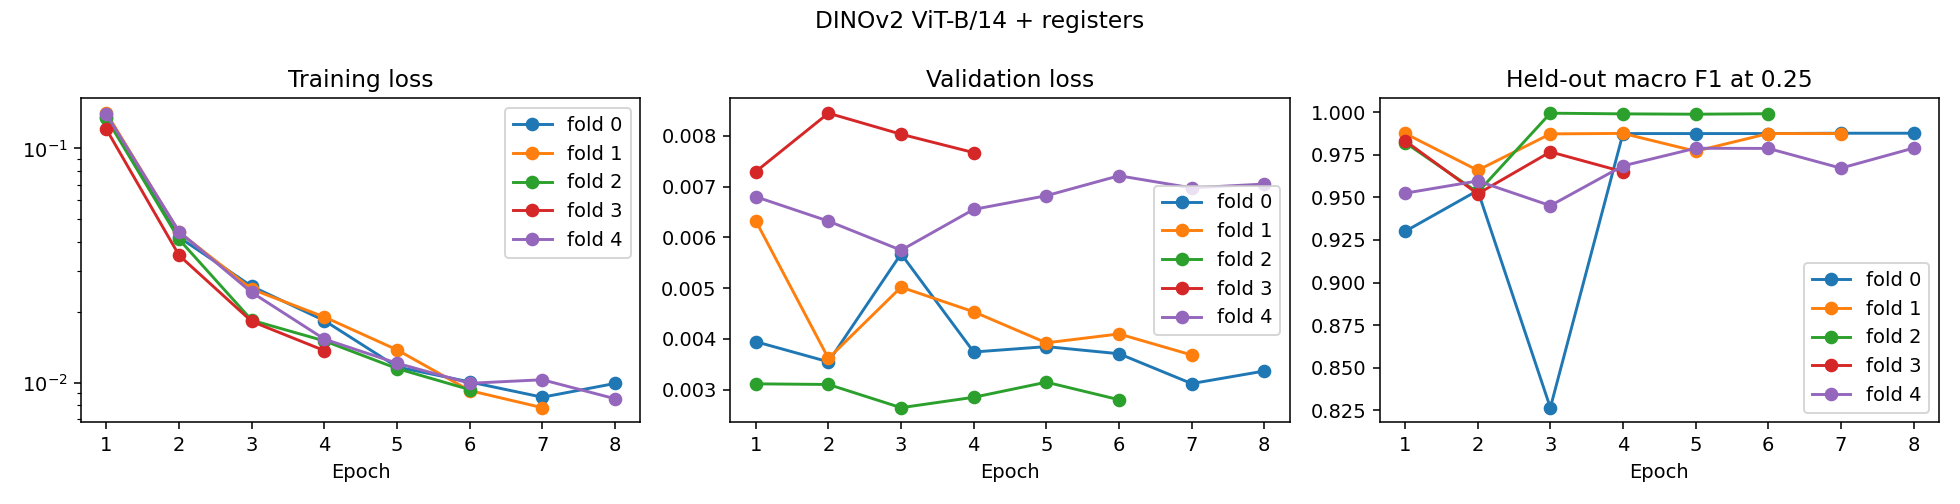 DINOv2 ViT-B/14 + registers
Training loss
10⁻¹
10⁻²
1 2 3 4 5 6 7 8
Epoch
fold 0
fold 1
fold 2
fold 3
fold 4
Validation loss
0.008
0.007
0.006
0.005
0.004
0.003
1 2 3 4 5 6 7 8
Epoch
fold 0
fold 1
fold 2
fold 3
fold 4
Held-out macro F1 at 0.25
1.000
0.975
0.950
0.925
0.900
0.875
0.850
0.825
1 2 3 4 5 6 7 8
Epoch
fold 0
fold 1
fold 2
fold 3
fold 4